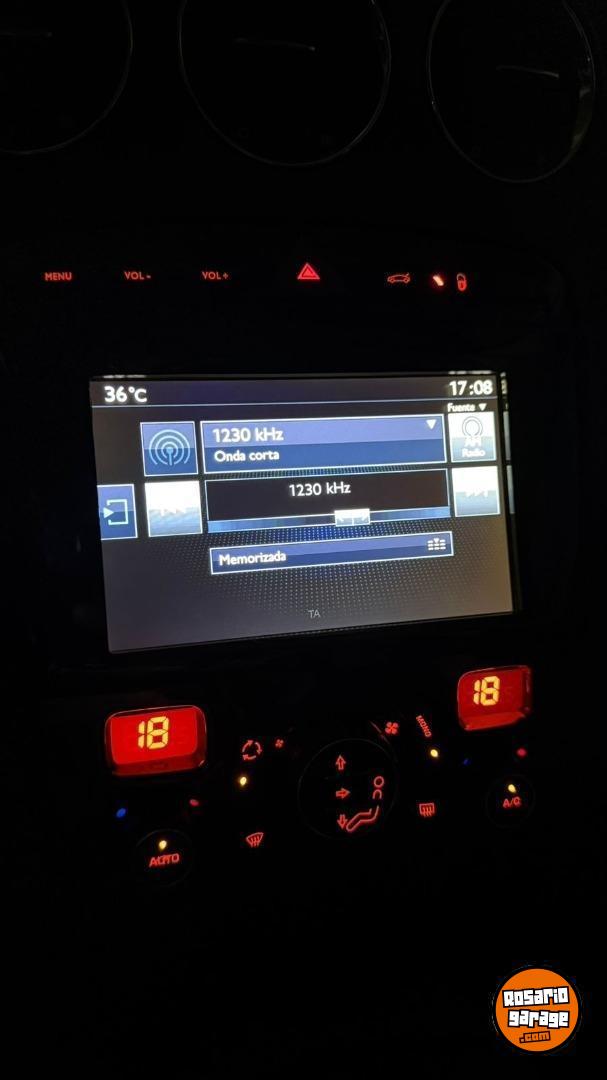 MENU
VOL-
VOL+
36°C
17:08
Fuente
1230 kHz
Onda corta
AM
Radio
1230 kHz
Memorizada
TA
18
18
MONO
AUTO
A/C
Rosario
garage
.com